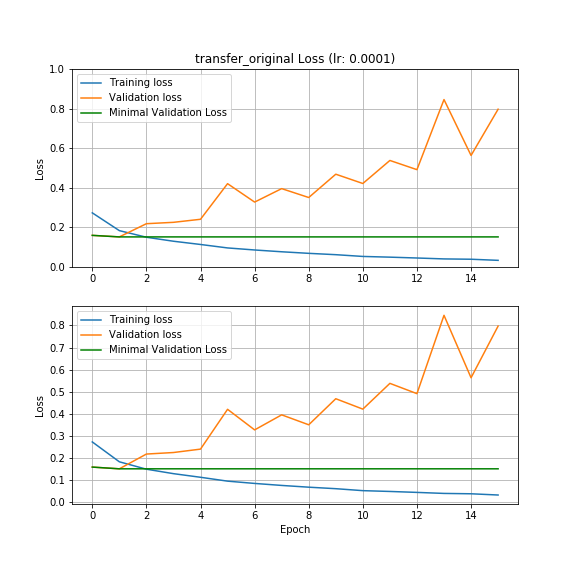 transfer_original Loss (lr: 0.0001)
Training loss
Validation loss
Minimal Validation Loss
Loss
1.0
0.8
0.6
0.4
0.2
0.0
0 2 4 6 8 10 12 14
Training loss
Validation loss
Minimal Validation Loss
Loss
0.8
0.7
0.6
0.5
0.4
0.3
0.2
0.1
0.0
0 2 4 6 8 10 12 14
Epoch